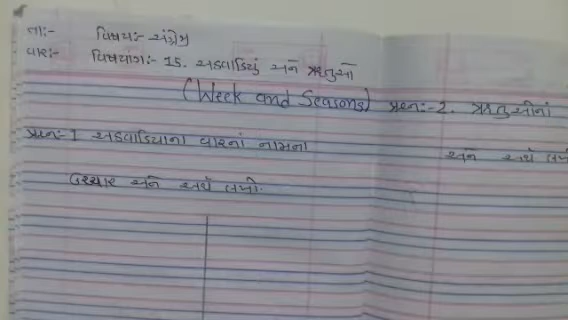 તા:- વિષય:- અંગ્રેજી
વાર:- વિષયાંગ:- 15. અઠવાડિયું અને ઋતુઓ
(Week and Seasons)
પ્રશ્ન:-1 અઠવાડિયાના વારનાં નામના
ઉચ્ચાર અને અર્થ લખો.
પ્રશ્ન:-2. ઋતુઓનાં
અને અર્થ